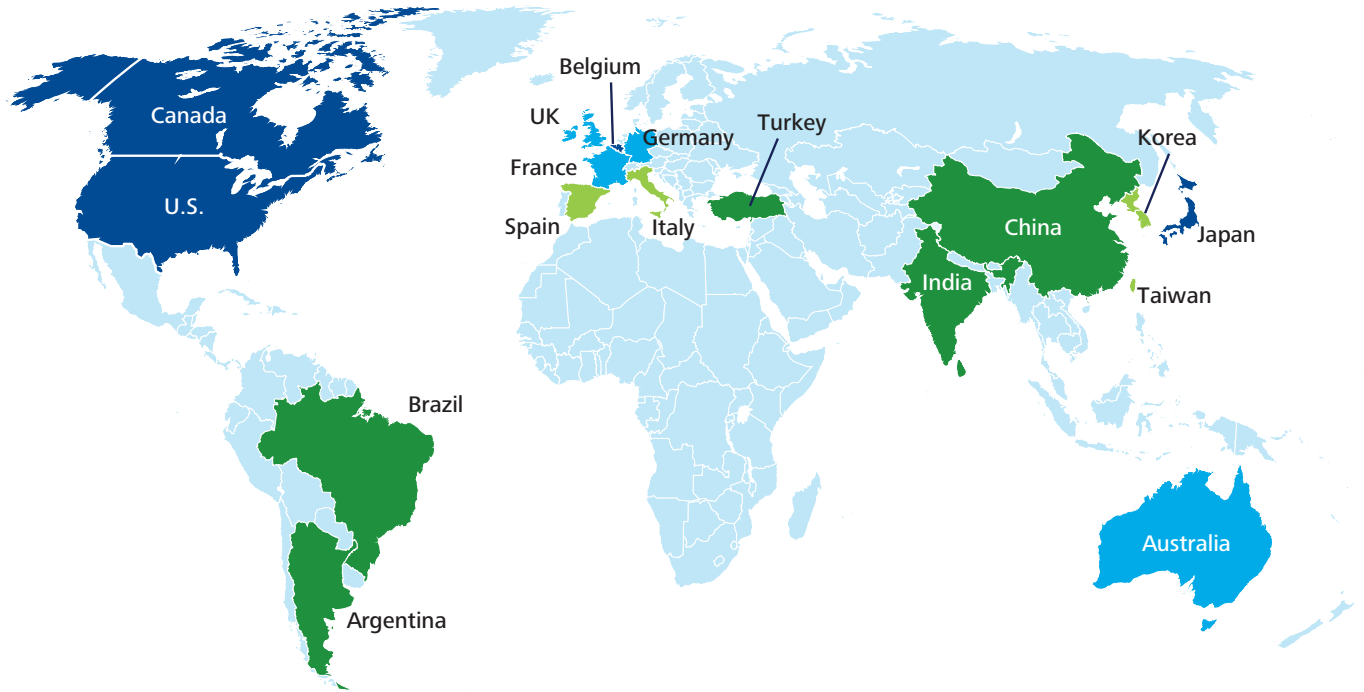 Belgium
Canada
UK
Germany
Turkey
Korea
France
U.S.
Spain
Italy
China
Japan
India
Taiwan
Brazil
Australia
Argentina